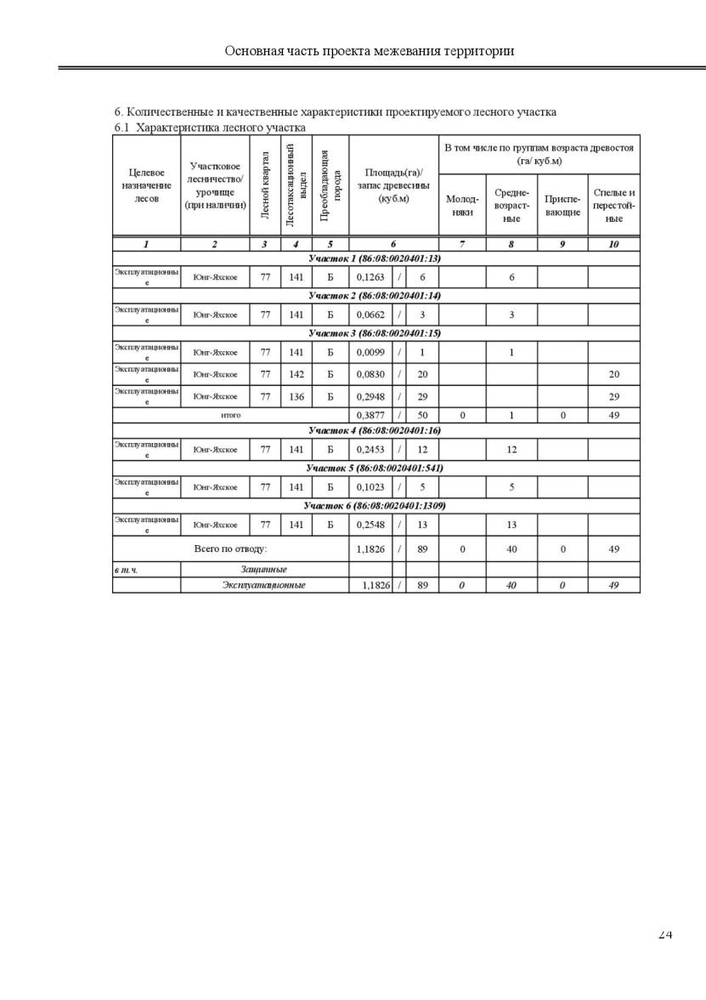 Основная часть проекта межевания территории
6. Количественные и качественные характеристики проектируемого лесного участка
6.1 Характеристика лесного участка
Целевое назначение лесов | Участковое лесничество/ урочище (при наличии) | Лесной квартал | Лесотаксационный выдел | Преобладающая порода | Площадь(га)/ запас древесины (куб.м) | В том числе по группам возраста древостоя (га/ куб.м)
Молод-няки | Средне-возраст-ные | Приспе-вающие | Спелые и перестой-ные
1 | 2 | 3 | 4 | 5 | 6 | 7 | 8 | 9 | 10
Участок 1 (86:08:0020401:13)
Эксплуатационные | Юнг-Яхское | 77 | 141 | Б | 0,1263 | / | 6 | | 6 | |
Участок 2 (86:08:0020401:14)
Эксплуатационные | Юнг-Яхское | 77 | 141 | Б | 0,0662 | / | 3 | | 3 | |
Участок 3 (86:08:0020401:15)
Эксплуатационные | Юнг-Яхское | 77 | 141 | Б | 0,0099 | / | 1 | | 1 | |
Эксплуатационные | Юнг-Яхское | 77 | 142 | Б | 0,0830 | / | 20 | | | | 20
Эксплуатационные | Юнг-Яхское | 77 | 136 | Б | 0,2948 | / | 29 | | | | 29
итого | 0,3877 | / | 50 | 0 | 1 | 0 | 49
Участок 4 (86:08:0020401:16)
Эксплуатационные | Юнг-Яхское | 77 | 141 | Б | 0,2453 | / | 12 | | 12 | |
Участок 5 (86:08:0020401:541)
Эксплуатационные | Юнг-Яхское | 77 | 141 | Б | 0,1023 | / | 5 | | 5 | |
Участок 6 (86:08:0020401:1309)
Эксплуатационные | Юнг-Яхское | 77 | 141 | Б | 0,2548 | / | 13 | | 13 | |
Всего по отводу: | 1,1826 | / | 89 | 0 | 40 | 0 | 49
в т.ч. | Защитные
Эксплуатационные | 1,1826 | / | 89 | 0 | 40 | 0 | 49
24